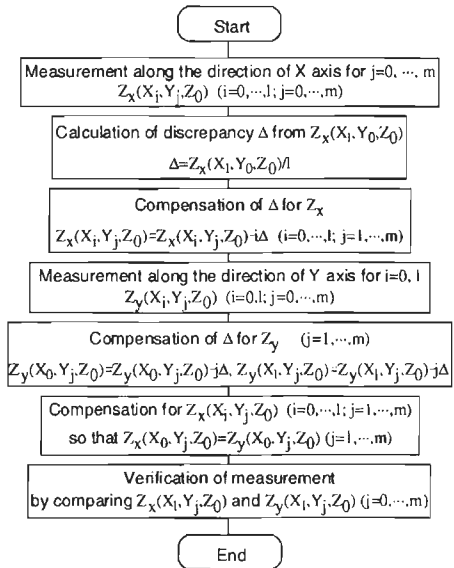 Start
Measurement along the direction of X axis for j=0, ···, m
Zx(Xi,Yj,Z0) (i=0,···,l; j=0,···,m)
Calculation of discrepancy Δ from Zx(Xl,Y0,Z0)
Δ=Zx(Xl,Y0,Z0)/l
Compensation of Δ for Zx
Zx(Xi,Yj,Z0)=Zx(Xi,Yj,Z0)-iΔ (i=0,···,l; j=1,···,m)
Measurement along the direction of Y axis for i=0, l
Zy(Xi,Yj,Z0) (i=0,l; j=0,···,m)
Compensation of Δ for Zy (j=1,···,m)
Zy(X0,Yj,Z0)=Zy(X0,Yj,Z0)-jΔ, Zy(Xl,Yj,Z0)=Zy(Xl,Yj,Z0)-jΔ
Compensation for Zx(Xi,Yj,Z0) (i=0,···,l; j=1,···,m)
so that Zx(X0,Yj,Z0)=Zy(X0,Yj,Z0) (j=1,···,m)
Verification of measurement
by comparing Zx(Xl,Yj,Z0) and Zy(Xl,Yj,Z0) (j=0,···,m)
End